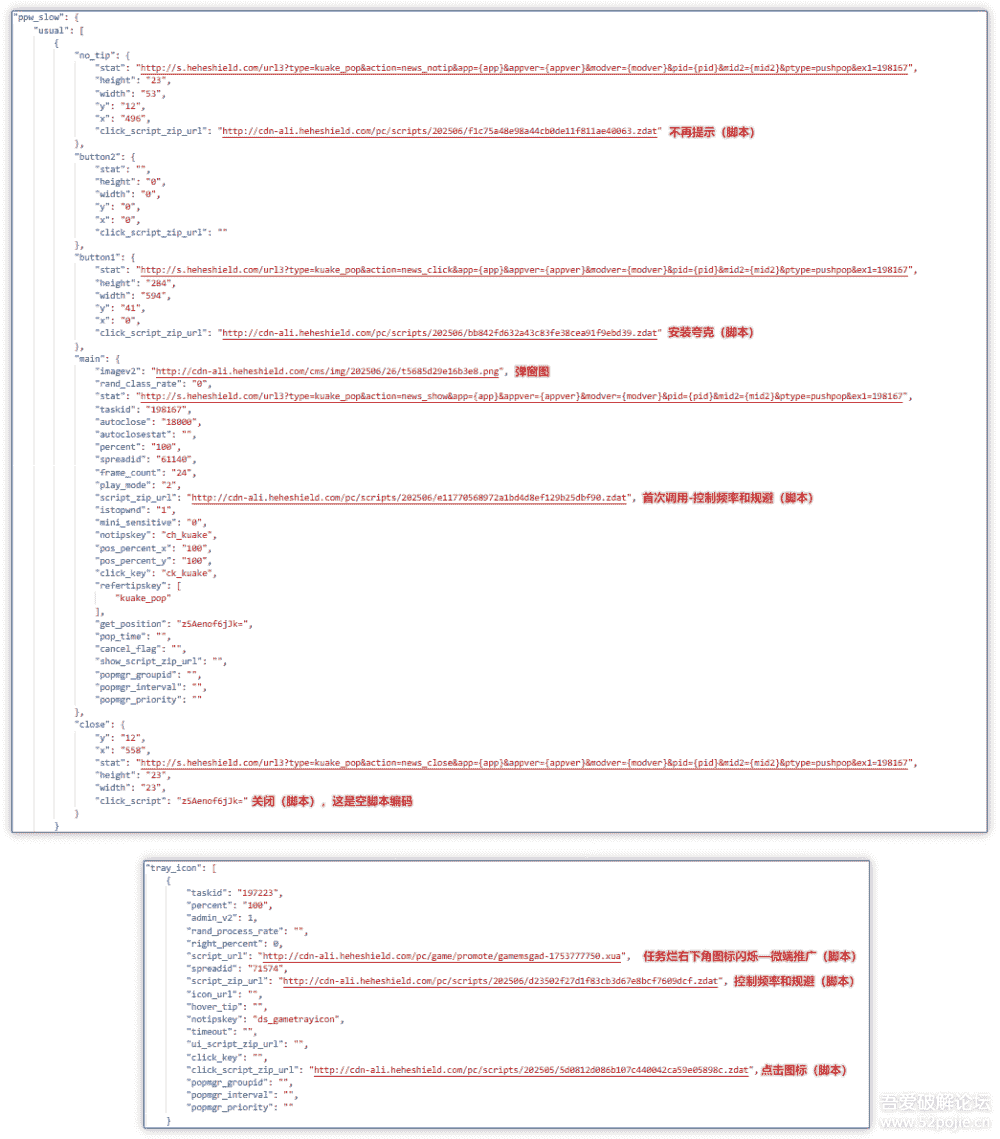 "ppw_slow": {
"usual": [
{
"no_tip": {
"stat": "http://s.heheshield.com/url3?type=kuake_pop&action=news_notip&app={app}&appver={appver}&modver={modver}&pid={pid}&mid2={mid2}&ptype=pushpop&ex1=198167",
"height": "23",
"width": "53",
"y": "12",
"x": "496",
"click_script_zip_url": "http://cdn-ali.heheshield.com/pc/scripts/202506/f1c75a48e98a44cb0de11f811ae40063.zdat" 不再提示（脚本）
},
"button2": {
"stat": "",
"height": "0",
"width": "0",
"y": "0",
"x": "0",
"click_script_zip_url": ""
},
"button1": {
"stat": "http://s.heheshield.com/url3?type=kuake_pop&action=news_click&app={app}&appver={appver}&modver={modver}&pid={pid}&mid2={mid2}&ptype=pushpop&ex1=198167",
"height": "284",
"width": "594",
"y": "41",
"x": "0",
"click_script_zip_url": "http://cdn-ali.heheshield.com/pc/scripts/202506/bb842fd632a43c83fe38cea91f9ebd39.zdat" 安装夸克（脚本）
},
"main": {
"imagev2": "http://cdn-ali.heheshield.com/cms/img/202506/26/t5685d29e16b3e8.png", 弹窗图
"rand_class_rate": "0",
"stat": "http://s.heheshield.com/url3?type=kuake_pop&action=news_show&app={app}&appver={appver}&modver={modver}&pid={pid}&mid2={mid2}&ptype=pushpop&ex1=198167",
"taskid": "198167",
"autoclose": "18000",
"autoclosestat": "",
"percent": "100",
"spreadid": "61140",
"frame_count": "24",
"play_mode": "2",
"script_zip_url": "http://cdn-ali.heheshield.com/pc/scripts/202506/e11770568972a1bd4d8ef129b25dbf90.zdat", 首次调用-控制频率和规避（脚本）
"istopwnd": "1",
"mini_sensitive": "0",
"notipskey": "ch_kuake",
"pos_percent_x": "100",
"pos_percent_y": "100",
"click_key": "ck_kuake",
"refertipskey": [
"kuake_pop"
],
"get_position": "z5Aenof6jJk=",
"pop_time": "",
"cancel_flag": "",
"show_script_zip_url": "",
"popmgr_groupid": "",
"popmgr_interval": "",
"popmgr_priority": ""
},
"close": {
"y": "12",
"x": "558",
"stat": "http://s.heheshield.com/url3?type=kuake_pop&action=news_close&app={app}&appver={appver}&modver={modver}&pid={pid}&mid2={mid2}&ptype=pushpop&ex1=198167",
"height": "23",
"width": "23",
"click_script": "z5Aenof6jJk=" 关闭（脚本），这是空脚本编码
}
}
"tray_icon": [
{
"taskid": "197223",
"percent": "100",
"admin_v2": 1,
"rand_process_rate": "",
"right_percent": 0,
"script_url": "http://cdn-ali.heheshield.com/pc/game/promote/gamemsgad-1753777750.xua", 任务烂右下角图标闪烁—微端推广（脚本）
"spreadid": "71574",
"script_zip_url": "http://cdn-ali.heheshield.com/pc/scripts/202506/d23502f27d1f83cb3d67e8bcf7609dcf.zdat", 控制频率和规避（脚本）
"icon_url": "",
"hover_tip": "",
"notipskey": "ds_gametrayicon",
"timeout": "",
"ui_script_zip_url": "",
"click_key": "",
"click_script_zip_url": "http://cdn-ali.heheshield.com/pc/scripts/202505/5d0812d086b107c440042ca59e05898c.zdat", 点击图标（脚本）
"popmgr_groupid": "",
"popmgr_interval": "",
"popmgr_priority": ""
}
吾爱破解论坛
www.52pojie.cn